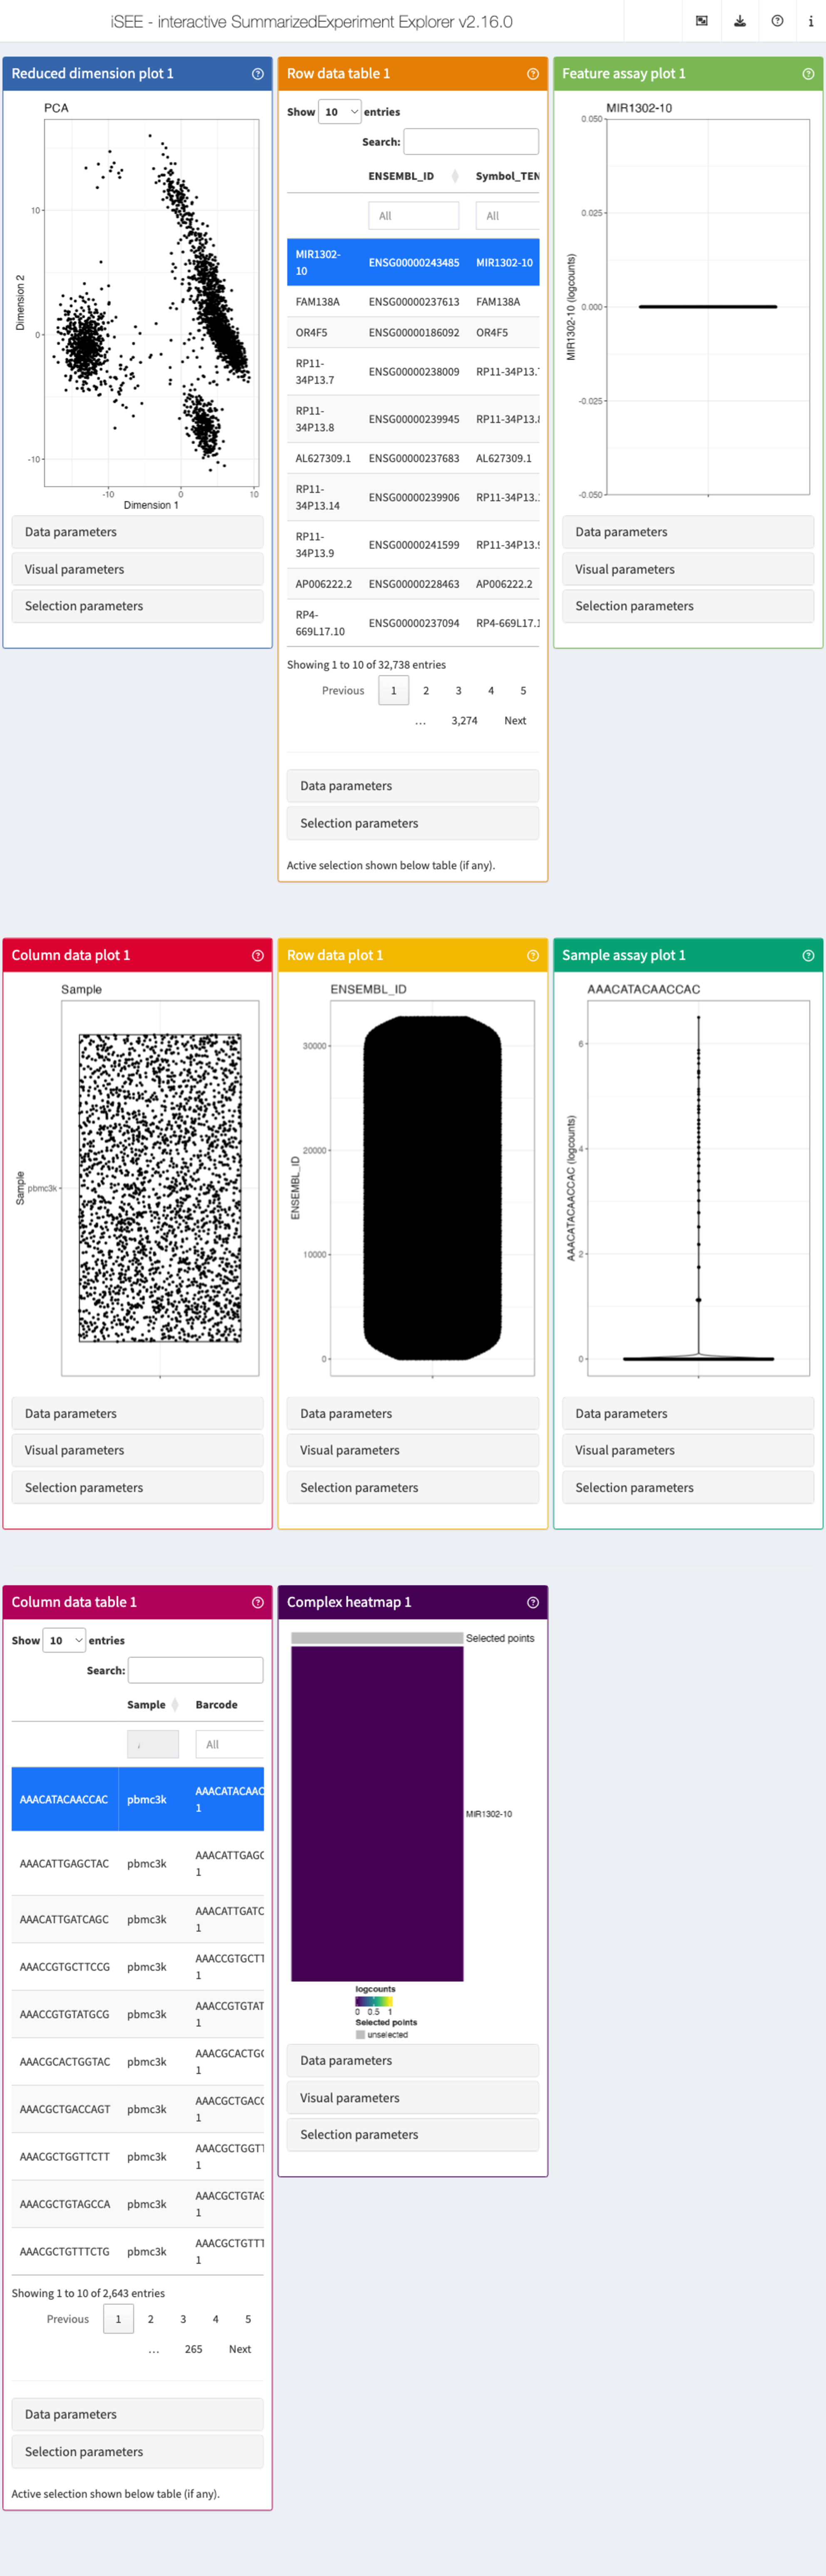 iSEE - interactive SummarizedExperiment Explorer v2.16.0
Reduced dimension plot 1
PCA
Dimension 2
10
0
-10
-10 0 10
Dimension 1
Data parameters
Visual parameters
Selection parameters
Row data table 1
Show 10 entries
Search:
ENSEMBL_ID Symbol_TEN
All All
MIR1302-
10 ENSG00000243485 MIR1302-10
FAM138A ENSG00000237613 FAM138A
OR4F5 ENSG00000186092 OR4F5
RP11-
34P13.7 ENSG00000238009 RP11-34P13.
RP11-
34P13.8 ENSG00000239945 RP11-34P13.
AL627309.1 ENSG00000237683 AL627309.1
RP11-
34P13.14 ENSG00000239906 RP11-34P13.
RP11-
34P13.9 ENSG00000241599 RP11-34P13.
AP006222.2 ENSG00000228463 AP006222.2
RP4-
669L17.10 ENSG00000237094 RP4-669L17.1
Showing 1 to 10 of 32,738 entries
Previous 1 2 3 4 5
… 3,274 Next
Data parameters
Selection parameters
Active selection shown below table (if any).
Feature assay plot 1
MIR1302-10
MIR1302-10 (logcounts)
0.050
0.025
0.000
-0.025
-0.050
Data parameters
Visual parameters
Selection parameters
Column data plot 1
Sample
Sample
pbmc3k
Data parameters
Visual parameters
Selection parameters
Row data plot 1
ENSEMBL_ID
ENSEMBL_ID
30000
20000
10000
0
Data parameters
Visual parameters
Selection parameters
Sample assay plot 1
AAACATACAACCAC
AAACATACAACCAC (logcounts)
6
4
2
0
Data parameters
Visual parameters
Selection parameters
Column data table 1
Show 10 entries
Search:
Sample Barcode
All
AAACATACAACCAC pbmc3k AAACATACAAC
1
AAACATTGAGCTAC pbmc3k AAACATTGAGC
1
AAACATTGATCAGC pbmc3k AAACATTGATC
1
AAACCGTGCTTCCG pbmc3k AAACCGTGCTT
1
AAACCGTGTATGCG pbmc3k AAACCGTGTAT
1
AAACGCACTGGTAC pbmc3k AAACGCACTGG
1
AAACGCTGACCAGT pbmc3k AAACGCTGACC
1
AAACGCTGGTTCTT pbmc3k AAACGCTGGTT
1
AAACGCTGTAGCCA pbmc3k AAACGCTGTAG
1
AAACGCTGTTTCTG pbmc3k AAACGCTGTTT
1
Showing 1 to 10 of 2,643 entries
Previous 1 2 3 4 5
… 265 Next
Data parameters
Selection parameters
Active selection shown below table (if any).
Complex heatmap 1
Selected points
MIR1302-10
logcounts
0 0.5 1
Selected points
unselected
Data parameters
Visual parameters
Selection parameters